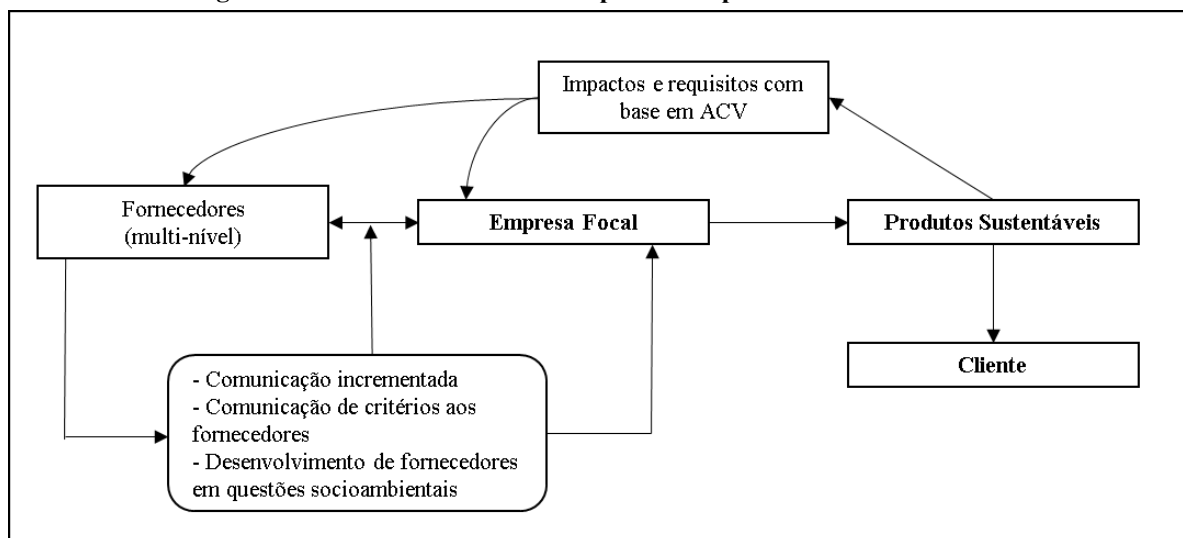 Impactos e requisitos com
base em ACV
Fornecedores
(multi-nível)
Empresa Focal
Produtos Sustentáveis
Cliente
- Comunicação incrementada
- Comunicação de critérios aos
fornecedores
- Desenvolvimento de fornecedores
em questões socioambientais